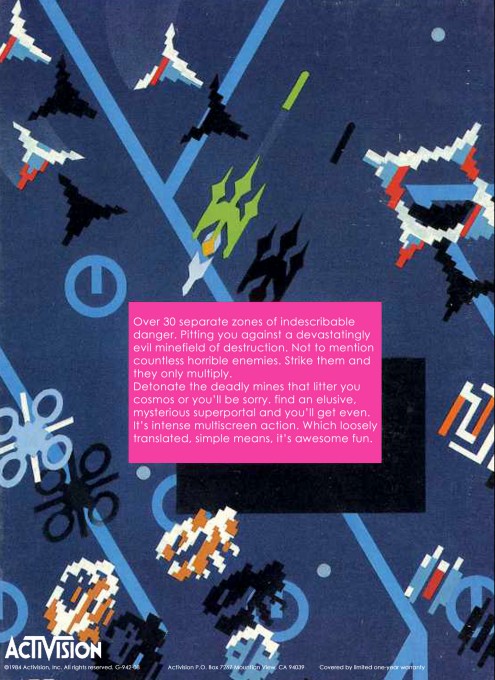 Over 30 separate zones of indescribable
danger. Pitting you against a devastatingly
evil minefield of destruction. Not to mention
countless horrible enemies. Strike them and
they only multiply.
Detonate the deadly mines that litter you
cosmos or you'll be sorry. find an elusive,
mysterious superportal and you'll get even.
It's intense multiscreen action. Which loosely
translated, simple means, it's awesome fun.
ACTIVISION
©1984 Activision, Inc. All rights reserved, G-942-08 Activision P.O. Box 7287 Mountian View, CA 94039 Covered by limited one-year warranty